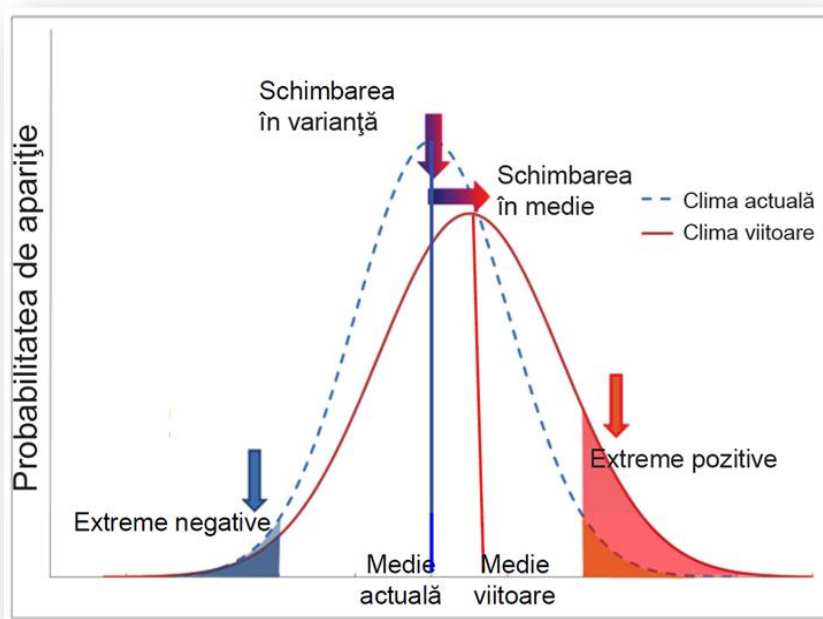 Schimbarea
în varianţă
Schimbarea
în medie
Clima actuală
Clima viitoare
Probabilitatea de apariţie
Extreme pozitive
Extreme negative
Medie
actuală
Medie
viitoare